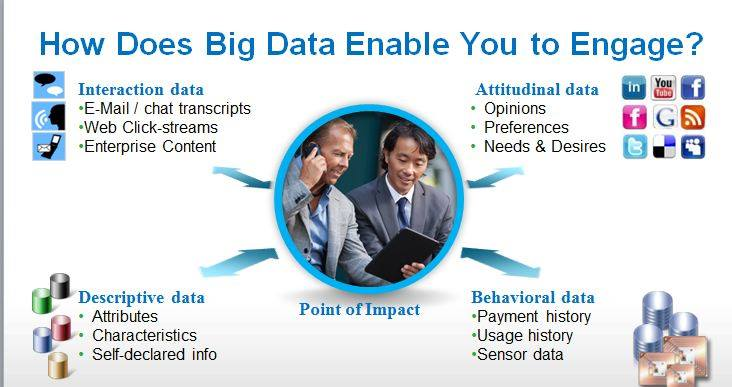 How Does Big Data Enable You to Engage?
Interaction data
•E-Mail / chat transcripts
•Web Click-streams
•Enterprise Content
Attitudinal data
• Opinions
• Preferences
• Needs & Desires
in
You
Tube
f
f
G
t
Descriptive data
• Attributes
• Characteristics
• Self-declared info
Point of Impact
Behavioral data
•Payment history
•Usage history
•Sensor data